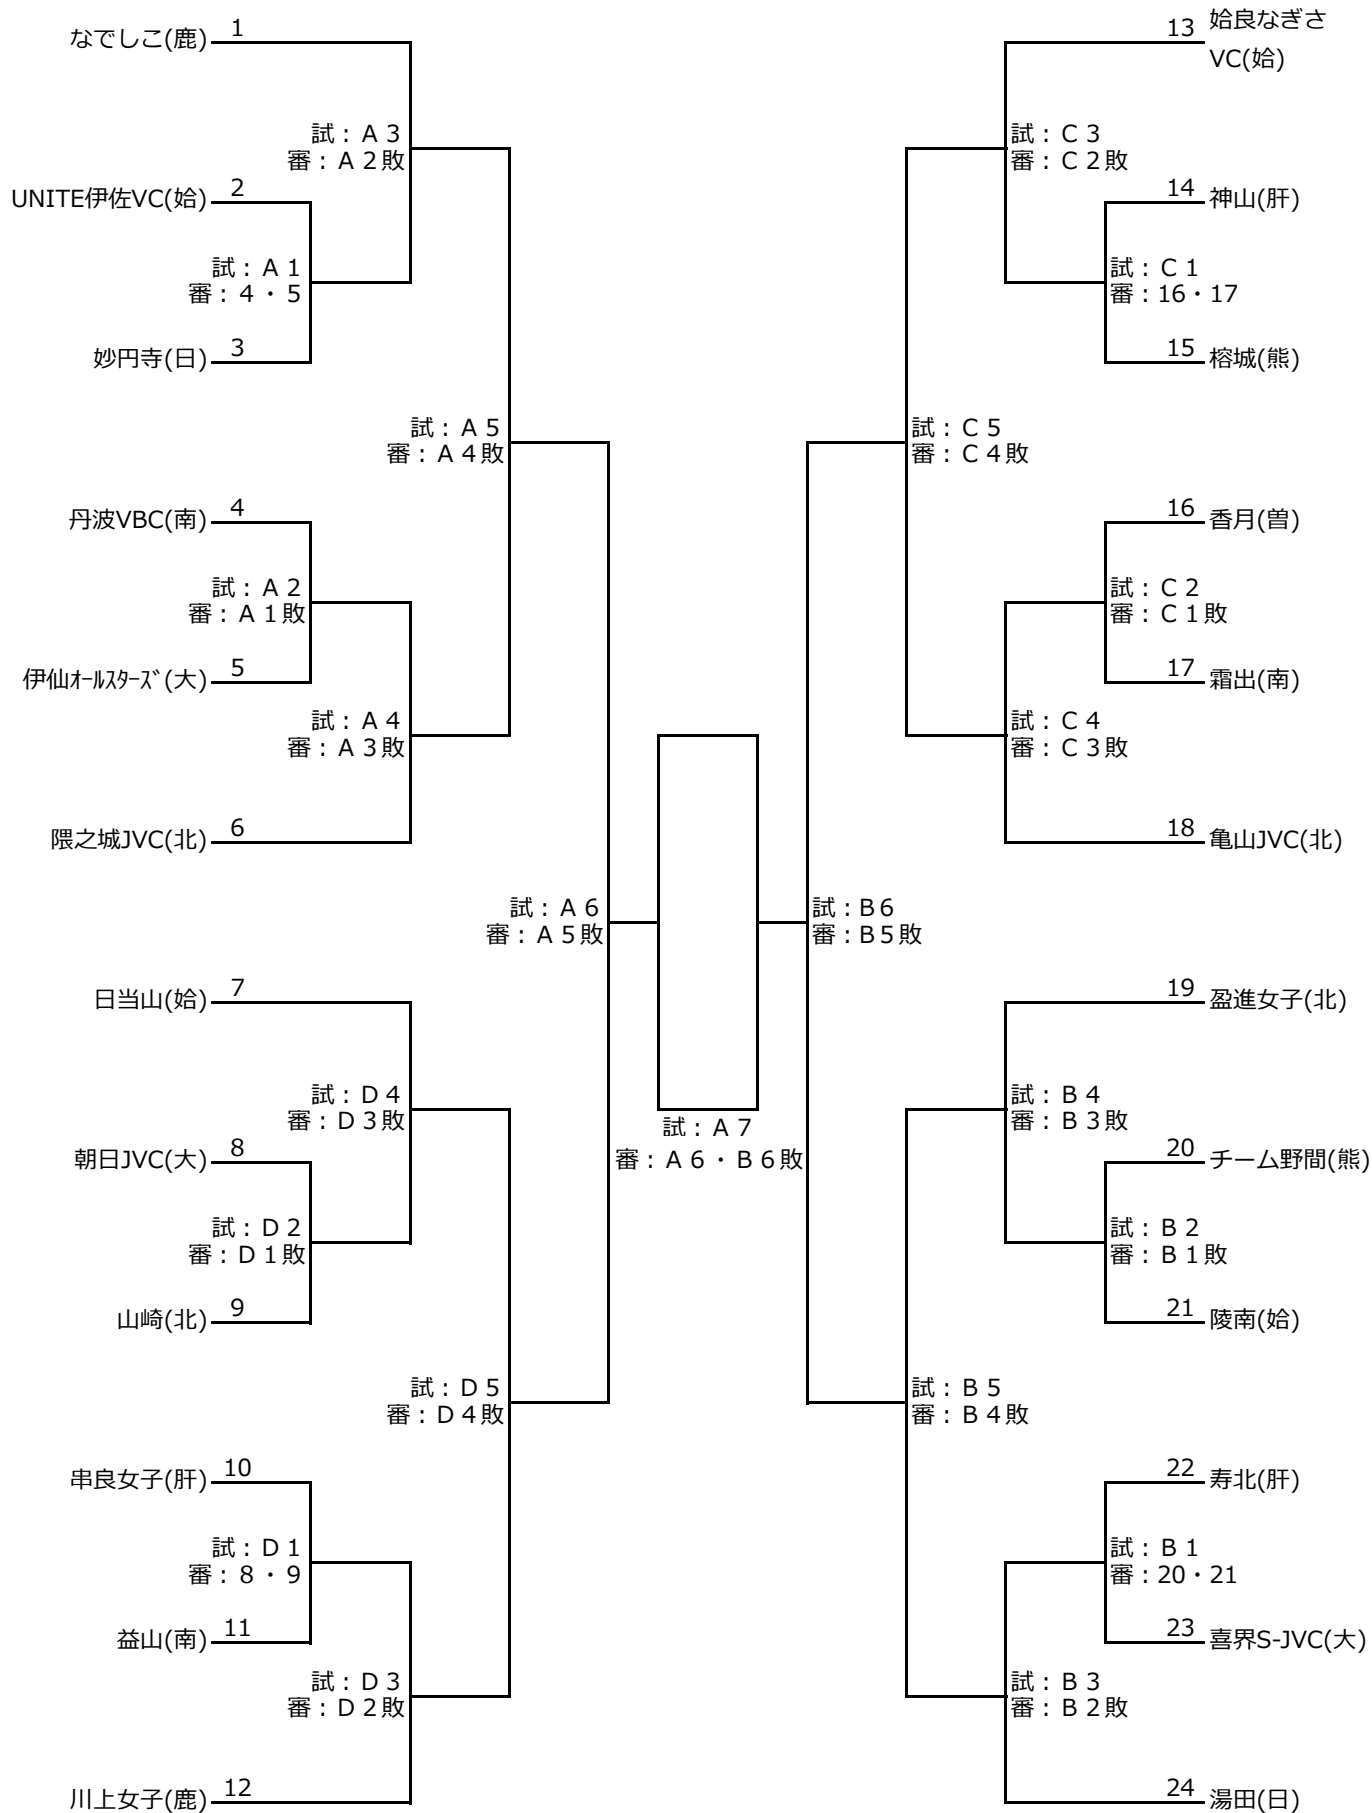 なでしこ(鹿) 1
試：Ａ３
審：Ａ２敗
UNITE伊佐VC(姶) 2
試：Ａ１
審：４・５
妙円寺(日) 3
試：Ａ５
審：Ａ４敗
丹波VBC(南) 4
試：Ａ２
審：Ａ１敗
伊仙ｵｰﾙｽﾀｰｽﾞ(大) 5
試：Ａ４
審：Ａ３敗
隈之城JVC(北) 6
試：Ａ６
審：Ａ５敗
日当山(姶) 7
試：Ｄ４
審：Ｄ３敗
朝日JVC(大) 8
試：Ｄ２
審：Ｄ１敗
山崎(北) 9
試：Ｄ５
審：Ｄ４敗
串良女子(肝) 10
試：Ｄ１
審：８・９
益山(南) 11
試：Ｄ３
審：Ｄ２敗
川上女子(鹿) 12
試：Ａ７
審：Ａ６・Ｂ６敗
13 姶良なぎさ
VC(姶)
試：Ｃ３
審：Ｃ２敗
14 神山(肝)
試：Ｃ１
審：16・17
15 榕城(熊)
試：Ｃ５
審：Ｃ４敗
16 香月(曽)
試：Ｃ２
審：Ｃ１敗
17 霜出(南)
試：Ｃ４
審：Ｃ３敗
18 亀山JVC(北)
試：Ｂ６
審：Ｂ５敗
19 盈進女子(北)
試：Ｂ４
審：Ｂ３敗
20 チーム野間(熊)
試：Ｂ２
審：Ｂ１敗
21 陵南(姶)
試：Ｂ５
審：Ｂ４敗
22 寿北(肝)
試：Ｂ１
審：20・21
23 喜界S-JVC(大)
試：Ｂ３
審：Ｂ２敗
24 湯田(日)